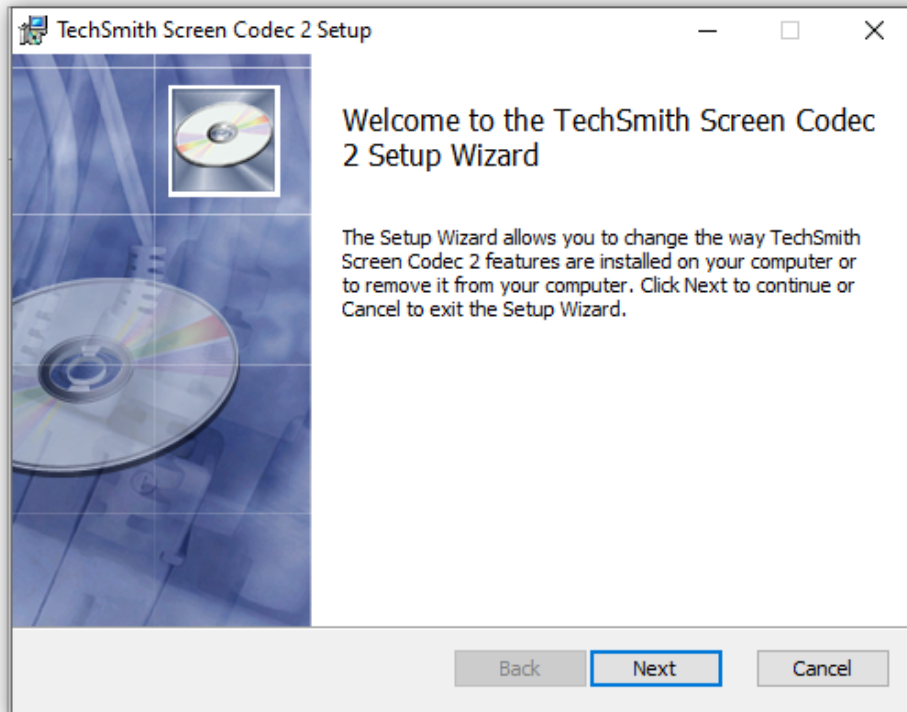 TechSmith Screen Codec 2 Setup
Welcome to the TechSmith Screen Codec
2 Setup Wizard
The Setup Wizard allows you to change the way TechSmith
Screen Codec 2 features are installed on your computer or
to remove it from your computer. Click Next to continue or
Cancel to exit the Setup Wizard.
Back Next Cancel